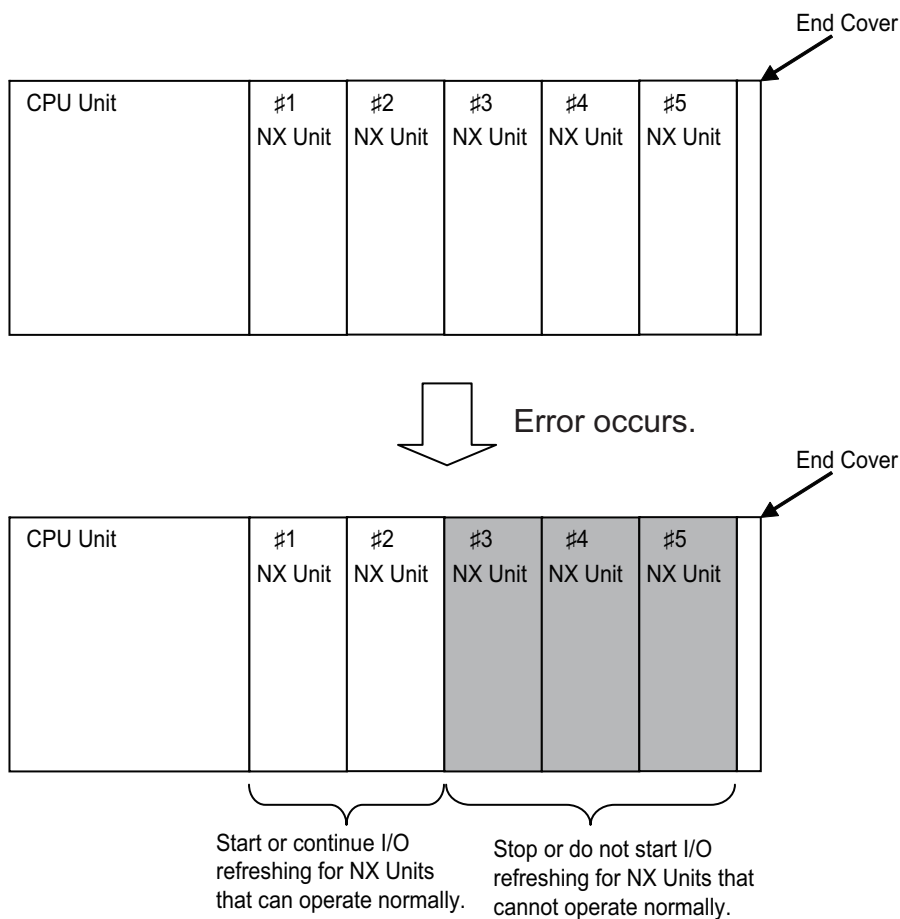 End Cover
CPU Unit
♯1
NX Unit
♯2
NX Unit
♯3
NX Unit
♯4
NX Unit
♯5
NX Unit
Error occurs.
End Cover
CPU Unit
♯1
NX Unit
♯2
NX Unit
♯3
NX Unit
♯4
NX Unit
♯5
NX Unit
Start or continue I/O
refreshing for NX Units
that can operate normally.
Stop or do not start I/O
refreshing for NX Units that
cannot operate normally.